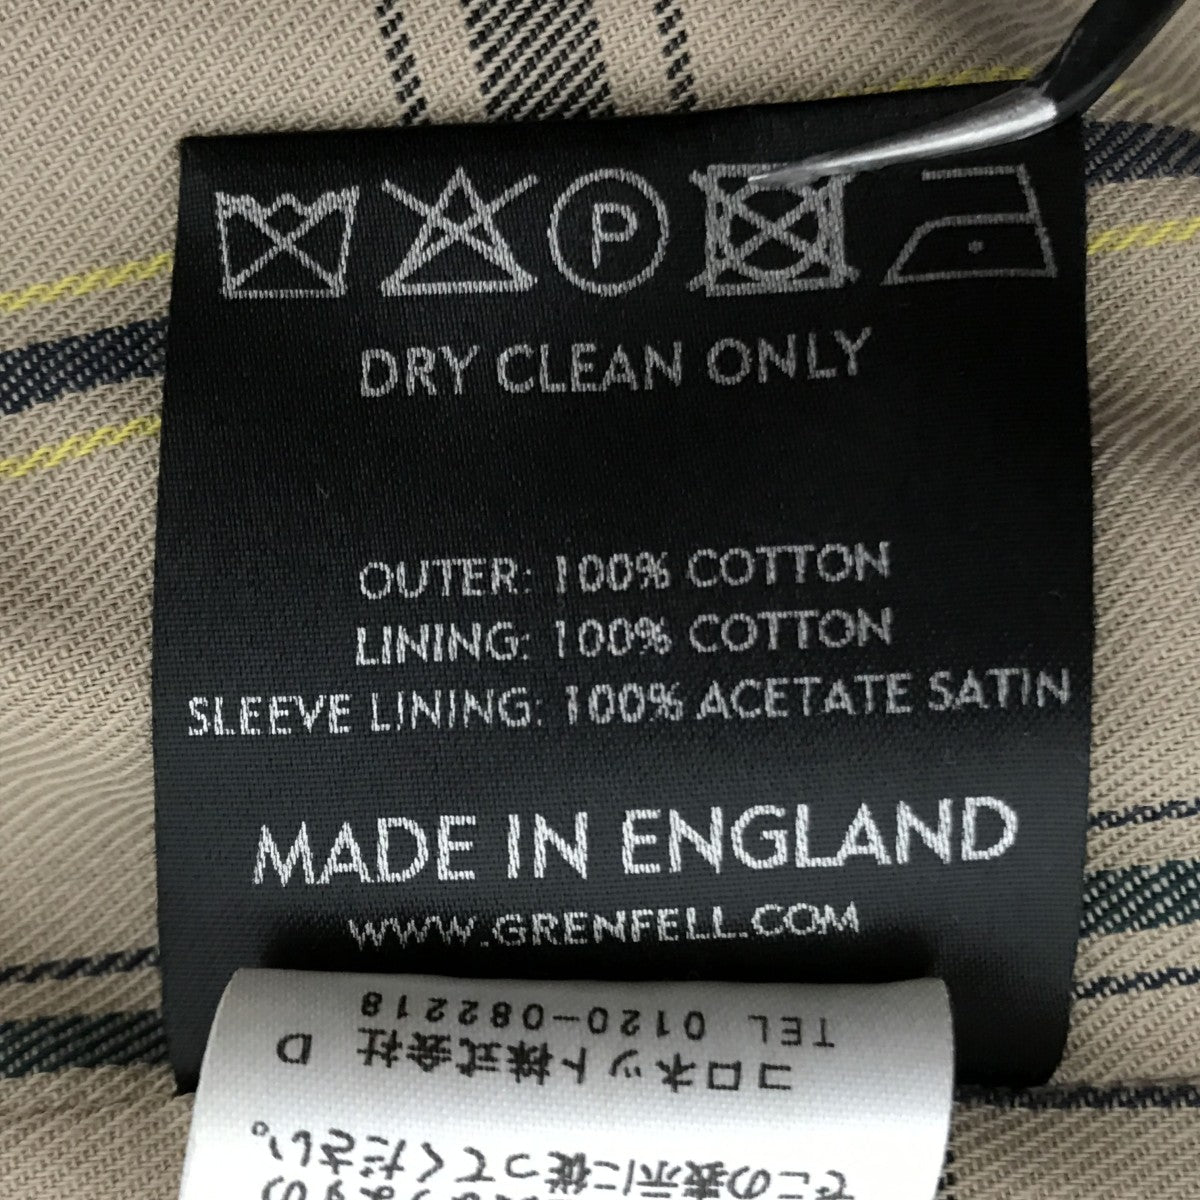 P
DRY CLEAN ONLY
OUTER: 100% COTTON
LINING: 100% COTTON
SLEEVE LINING: 100% ACETATE SATIN
MADE IN ENGLAND
WWW.GRENFELL.COM
TEL 0120-082218
コロネット株式会社 D
この表示に従ってください。